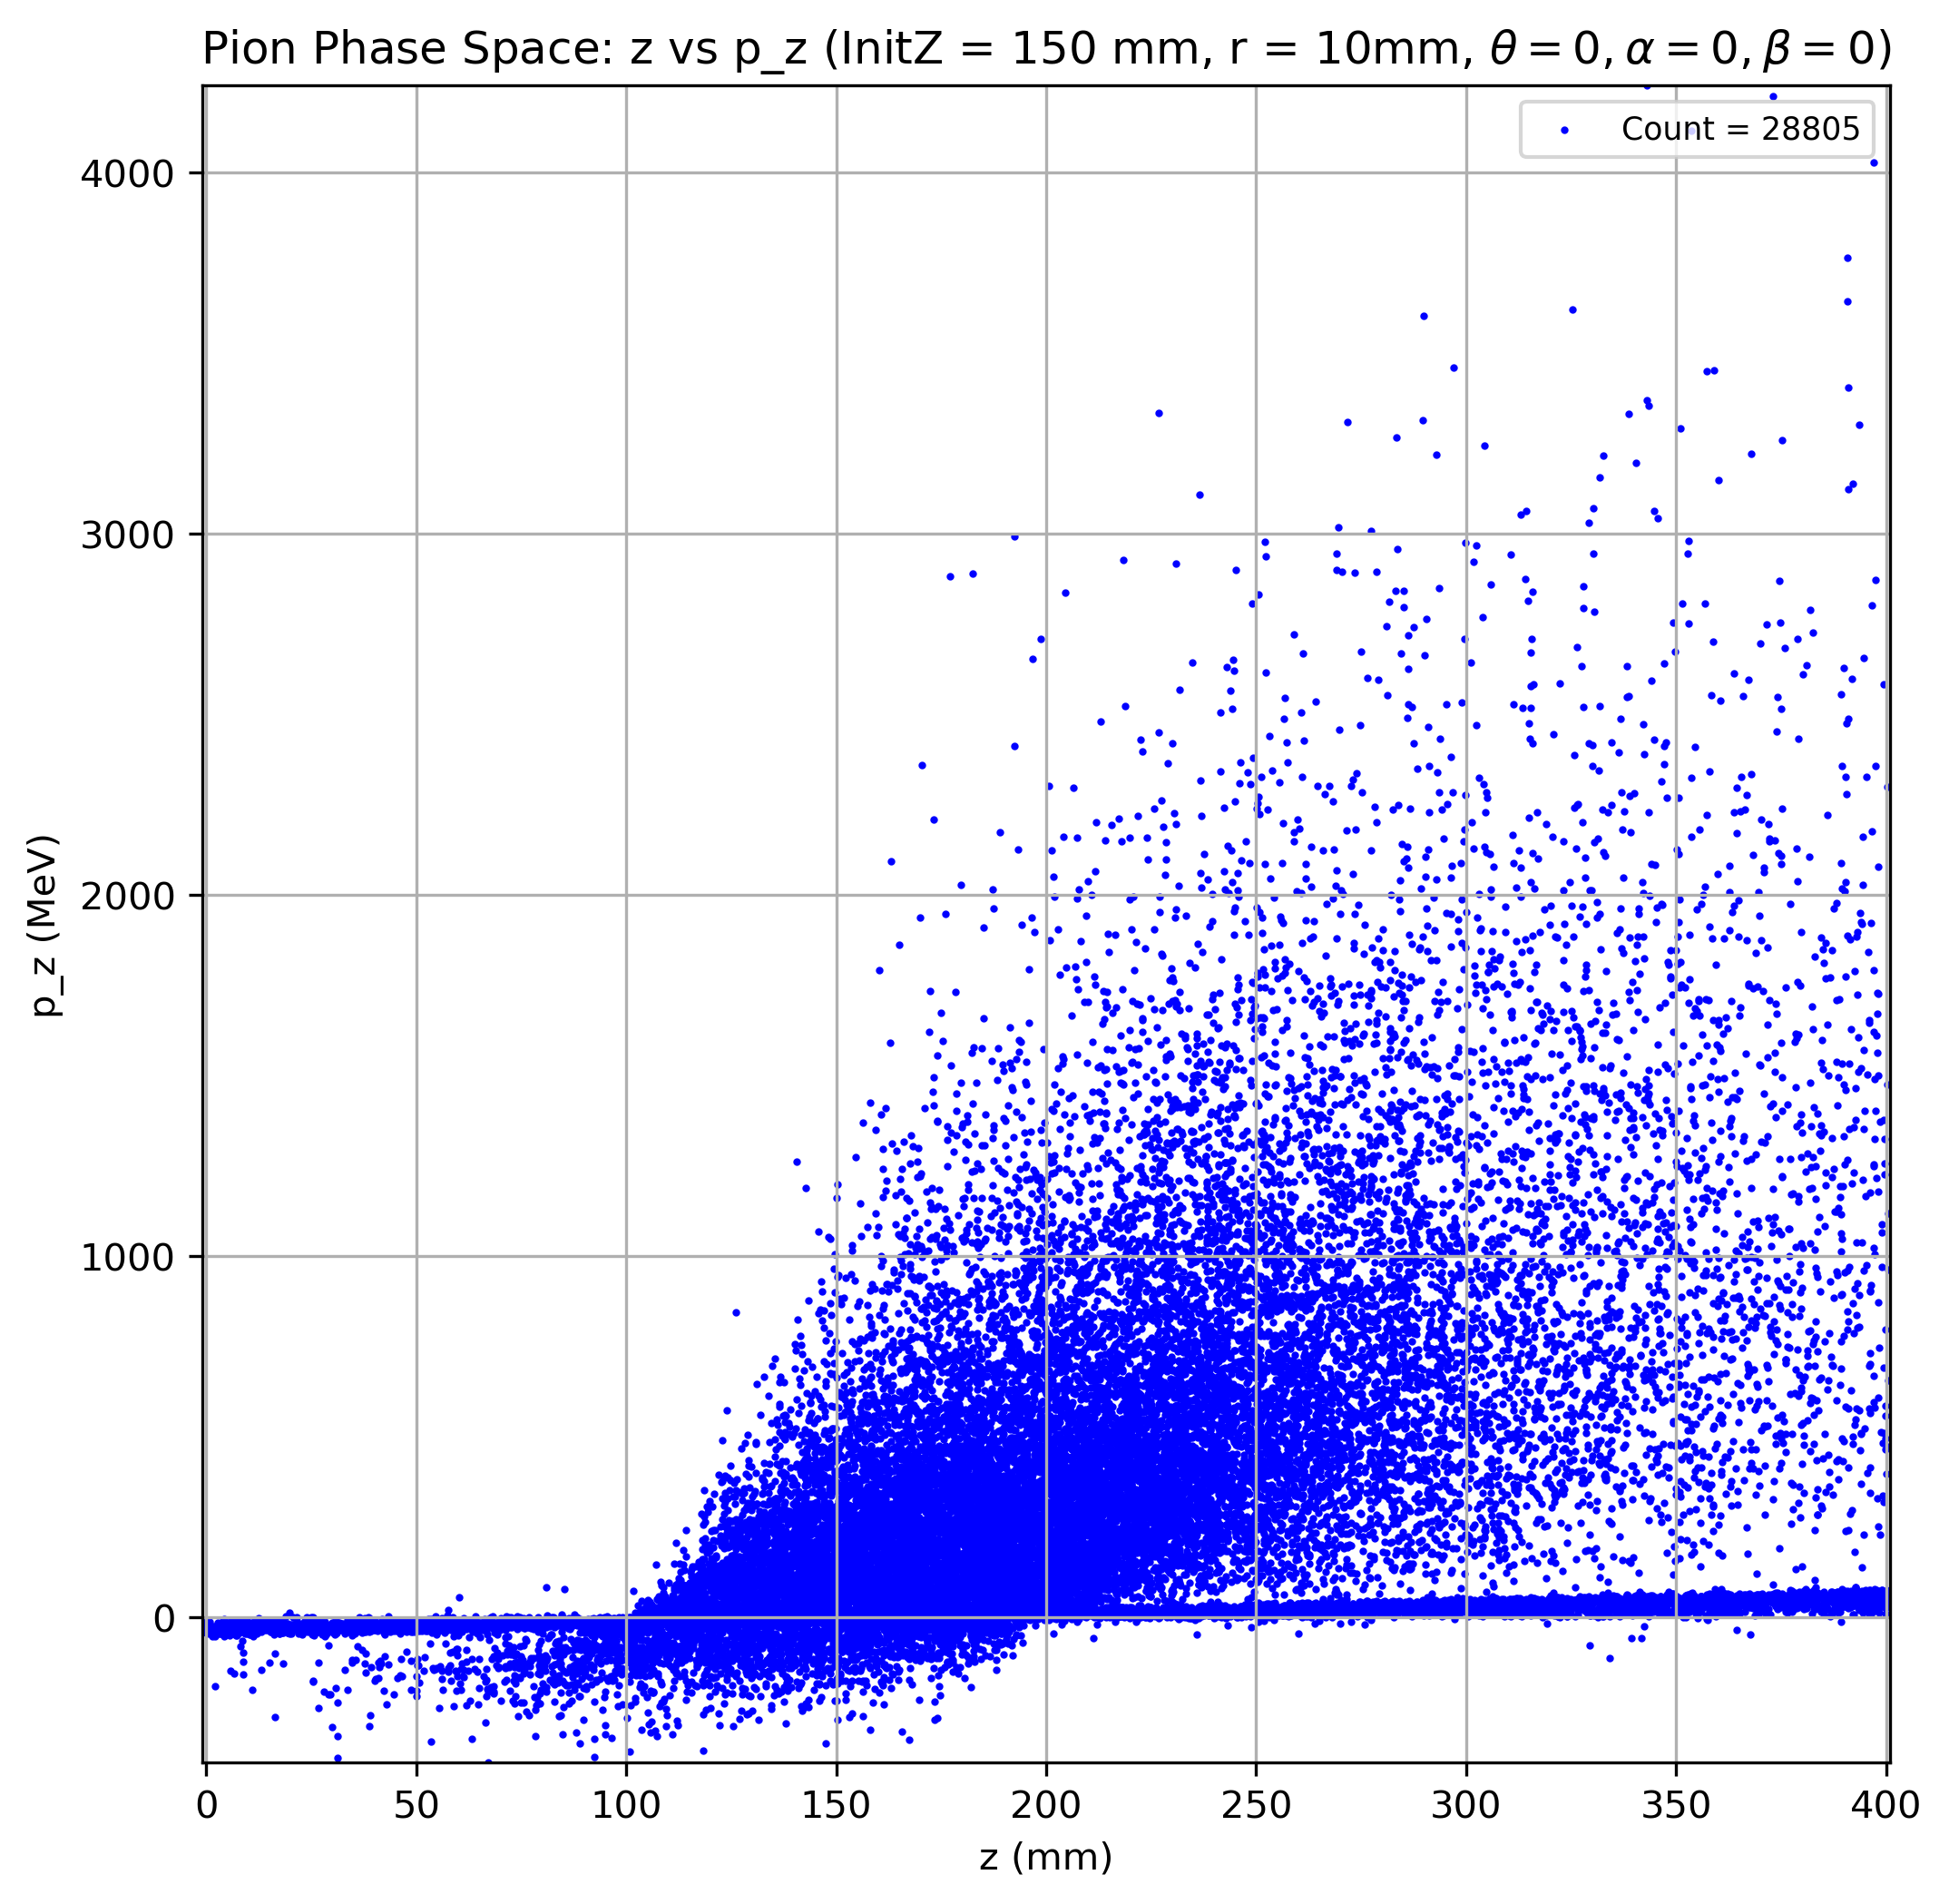 Pion Phase Space: z vs p_z (InitZ = 150 mm, r = 10mm, θ = 0, α = 0, β = 0)
Count = 28805
4000
3000
2000
1000
0
p_z (MeV)
0 50 100 150 200 250 300 350 400
z (mm)